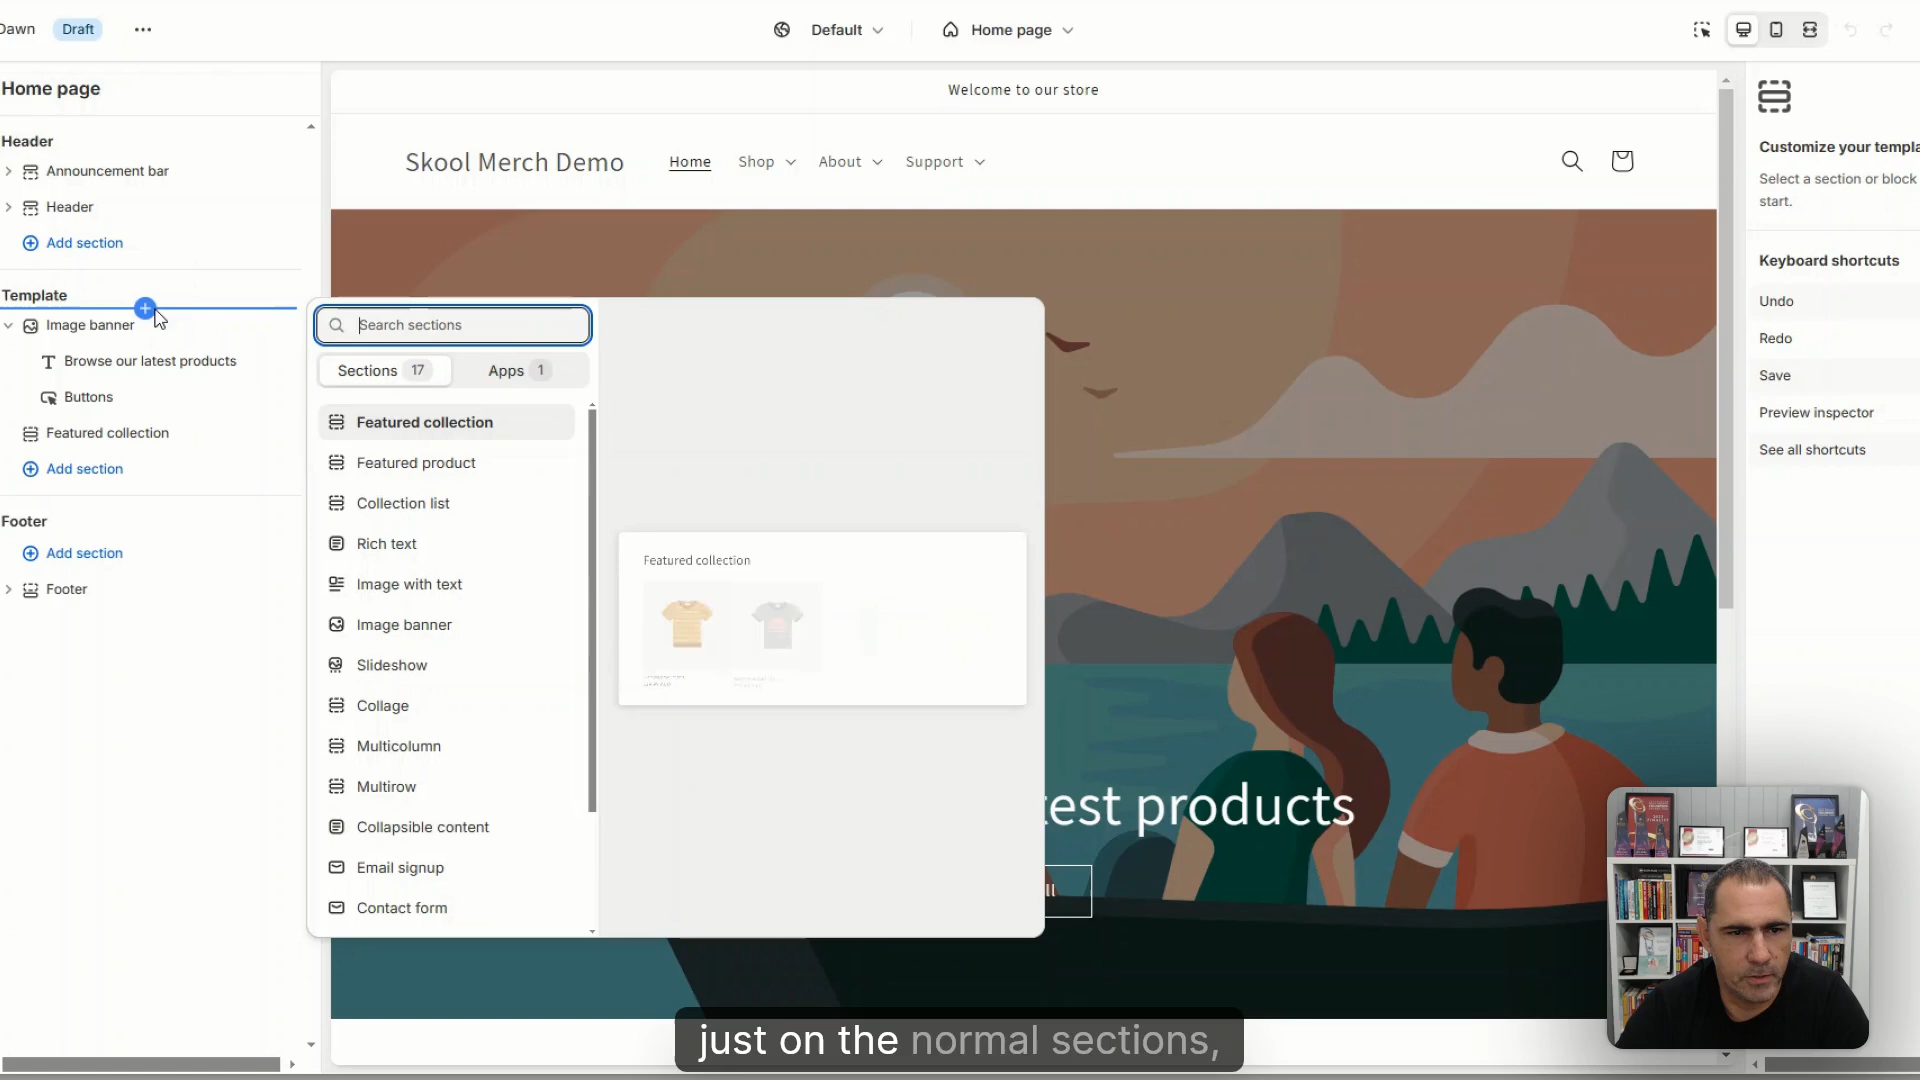 Dawn
Draft
Default
Home page
Home page
Header
Announcement bar
Header
Add section
Template
Image banner
Browse our latest products
Buttons
Featured collection
Add section
Footer
Add section
Footer
Search sections
Sections 17
Apps 1
Featured collection
Featured product
Collection list
Rich text
Image with text
Image banner
Slideshow
Collage
Multicolumn
Multirow
Collapsible content
Email signup
Contact form
Featured collection
Welcome to our store
Skool Merch Demo
Home
Shop
About
Support
test products
ll
Customize your templa
Select a section or block
start.
Keyboard shortcuts
Undo
Redo
Save
Preview inspector
See all shortcuts
just on the normal sections,